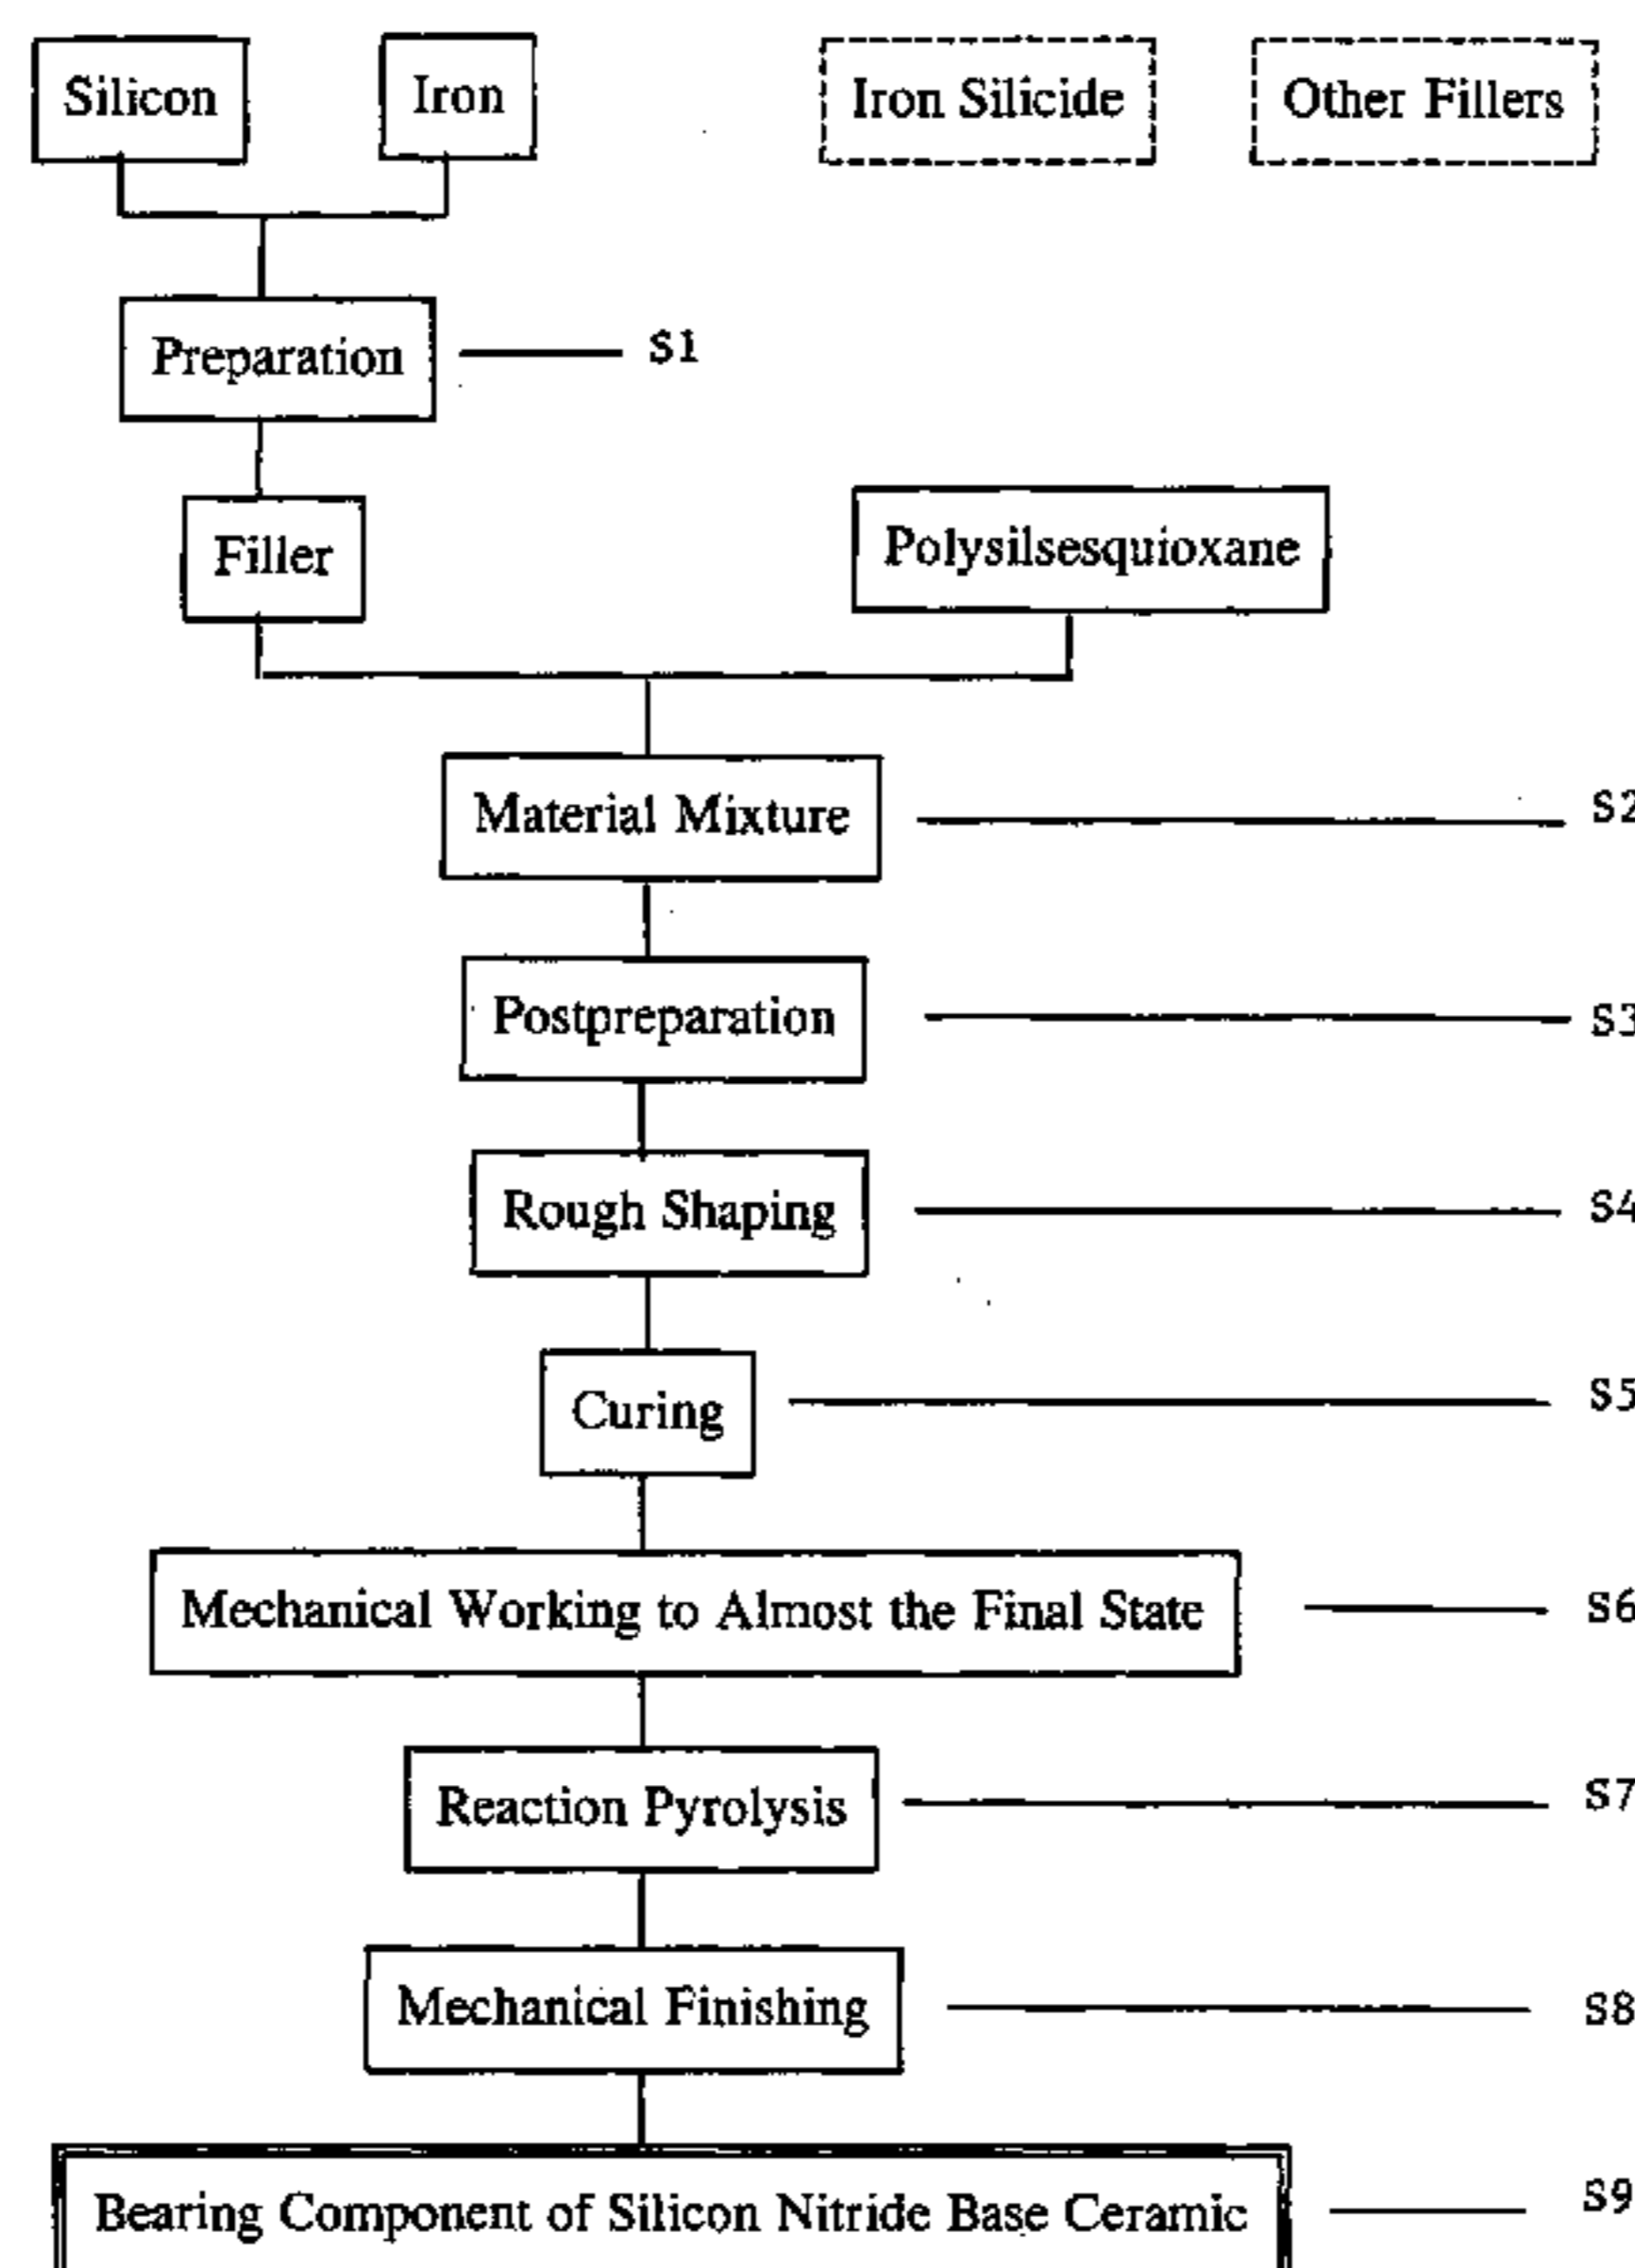 Silicon
Iron
Iron Silicide
Other Fillers
Preparation
S1
Filler
Polysilsesquioxane
Material Mixture
S2
Postpreparation
S3
Rough Shaping
S4
Curing
S5
Mechanical Working to Almost the Final State
S6
Reaction Pyrolysis
S7
Mechanical Finishing
S8
Bearing Component of Silicon Nitride Base Ceramic
S9